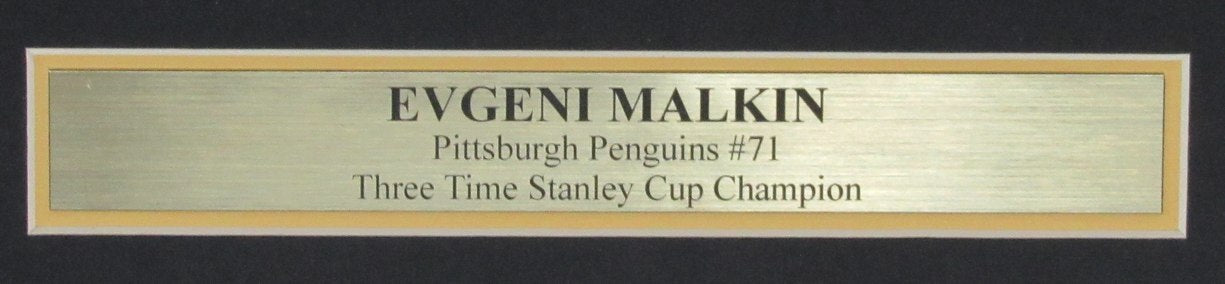 EVGENI MALKIN
Pittsburgh Penguins #71
Three Time Stanley Cup Champion